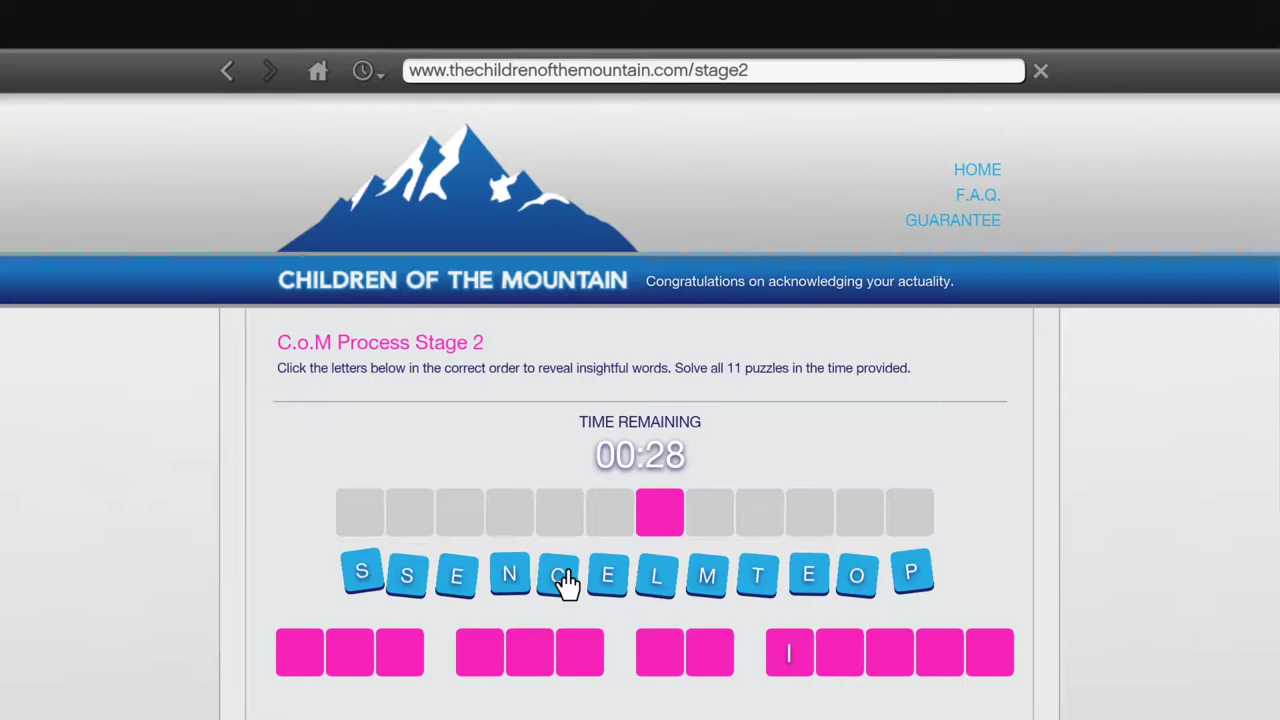 www.thechildrenofthemountain.com/stage2
HOME
F.A.Q.
GUARANTEE
CHILDREN OF THE MOUNTAIN Congratulations on acknowledging your actuality.
C.o.M Process Stage 2
Click the letters below in the correct order to reveal insightful words. Solve all 11 puzzles in the time provided.
TIME REMAINING
00:28
S S E N E L M T E O P
I